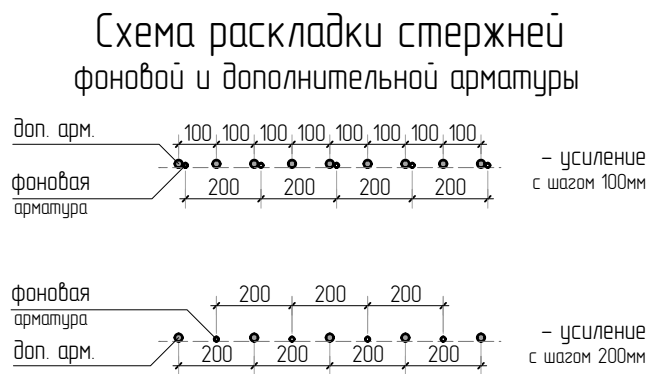 Схема раскладки стержней
фоновой и дополнительной арматуры
доп. арм.
100 100 100 100 100 100 100 100
фоновая
арматура
200 200 200 200
– усиление
с шагом 100мм
фоновая
арматура
200 200 200
доп. арм.
200 200 200 200
– усиление
с шагом 200мм